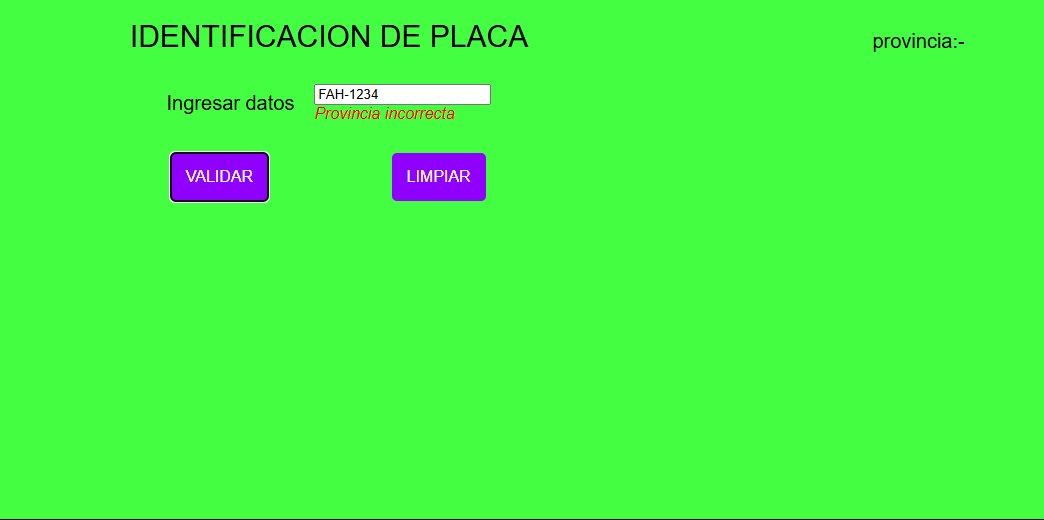 IDENTIFICACION DE PLACA
provincia:-
Ingresar datos
FAH-1234
Provincia incorrecta
VALIDAR
LIMPIAR